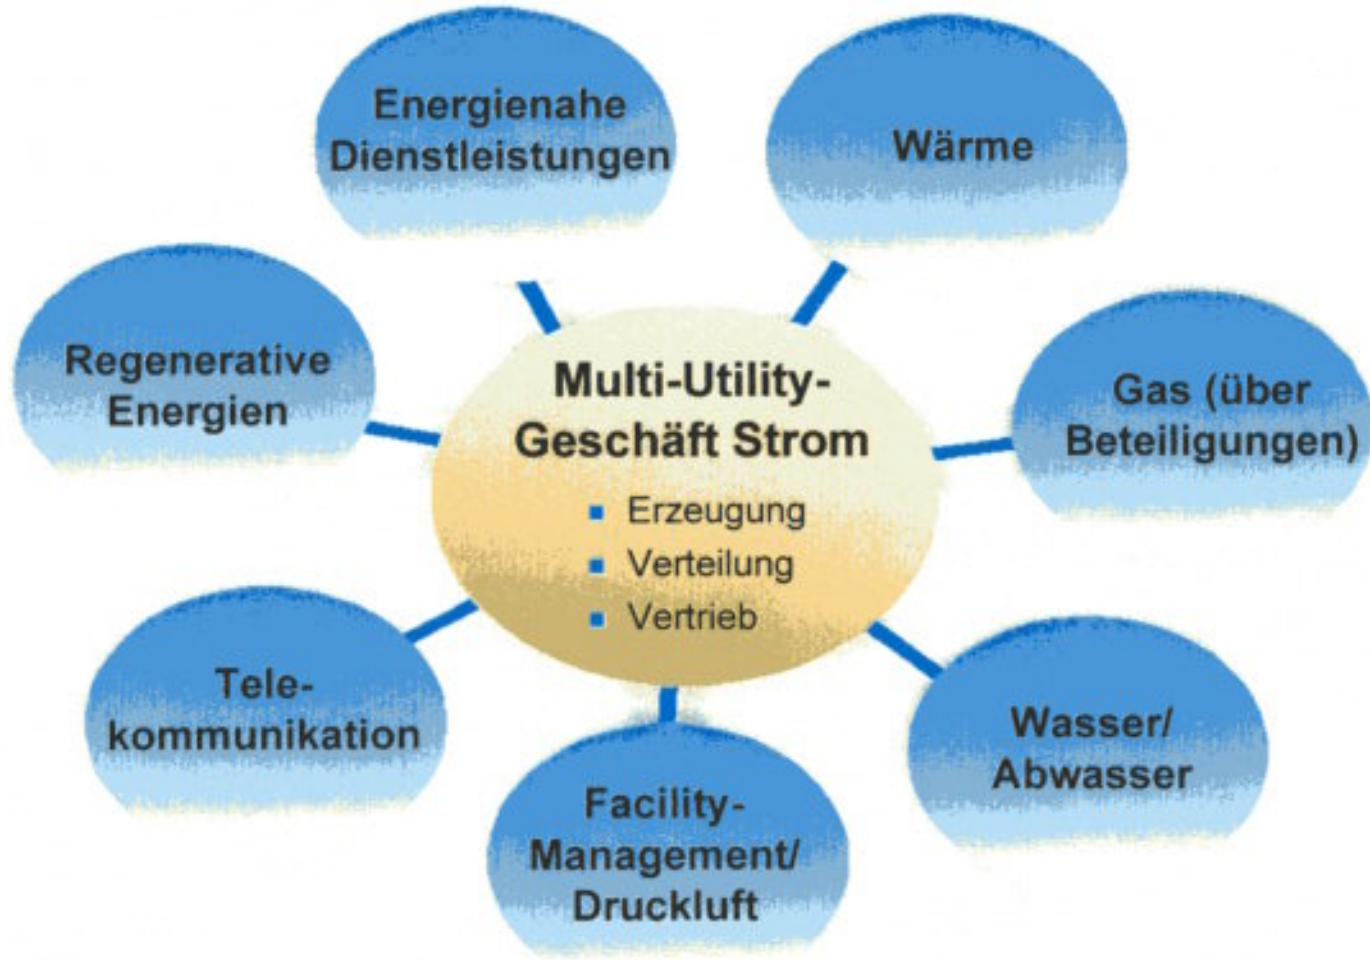 Energienahe
Dienstleistungen
Wärme
Regenerative
Energien
Multi-Utility-
Geschäft Strom
▪ Erzeugung
▪ Verteilung
▪ Vertrieb
Gas (über
Beteiligungen)
Tele-
kommunikation
Facility-
Management/
Druckluft
Wasser/
Abwasser